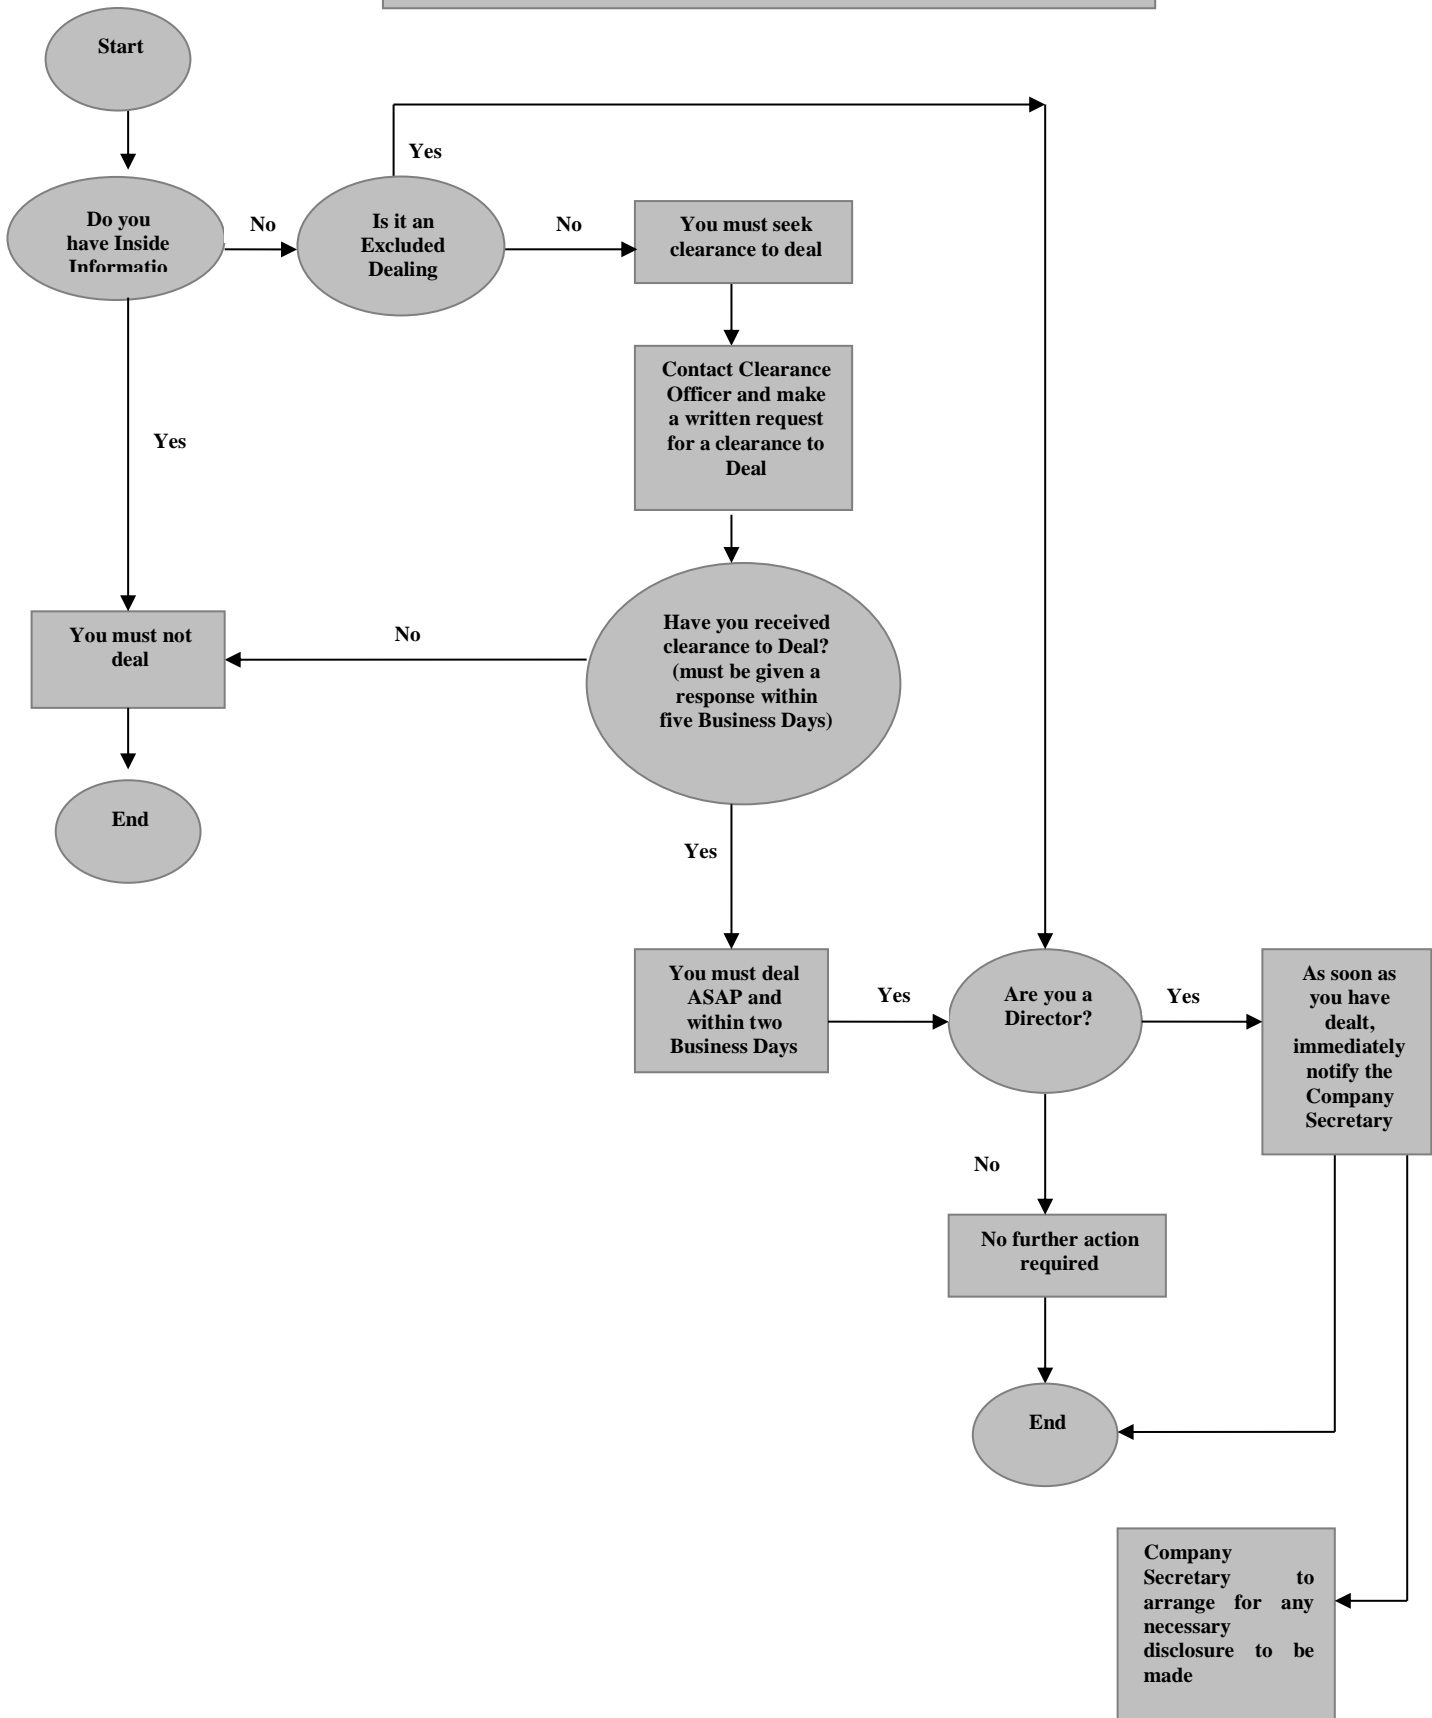 Start
Yes
Do you
have Inside
Informatio
No
Is it an
Excluded
Dealing
No
You must seek
clearance to deal
Contact Clearance
Officer and make
a written request
for a clearance to
Deal
Yes
You must not
deal
No
Have you received
clearance to Deal?
(must be given a
response within
five Business Days)
End
Yes
You must deal
ASAP and
within two
Business Days
Yes
Are you a
Director?
Yes
As soon as
you have
dealt,
immediately
notify the
Company
Secretary
No
No further action
required
End
Company
Secretary to
arrange for any
necessary
disclosure to be
made